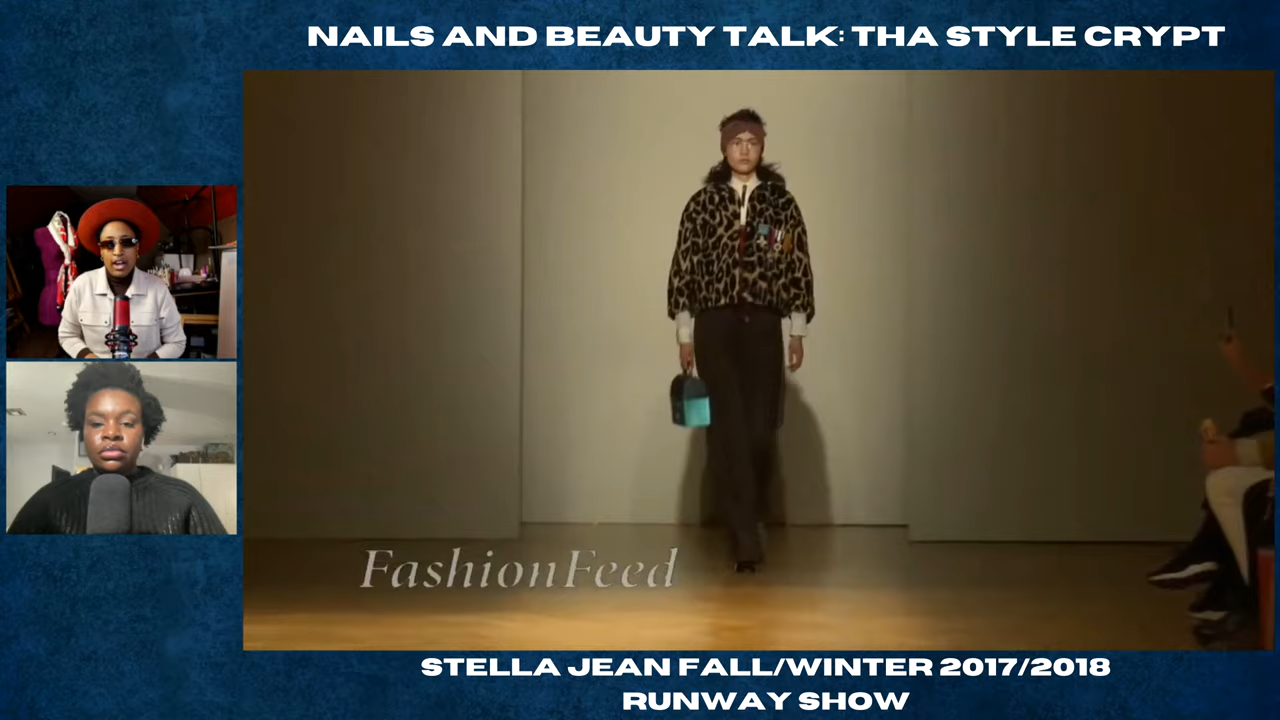 NAILS AND BEAUTY TALK: THA STYLE CRYPT
FashionFeed
STELLA JEAN FALL/WINTER 2017/2018
RUNWAY SHOW